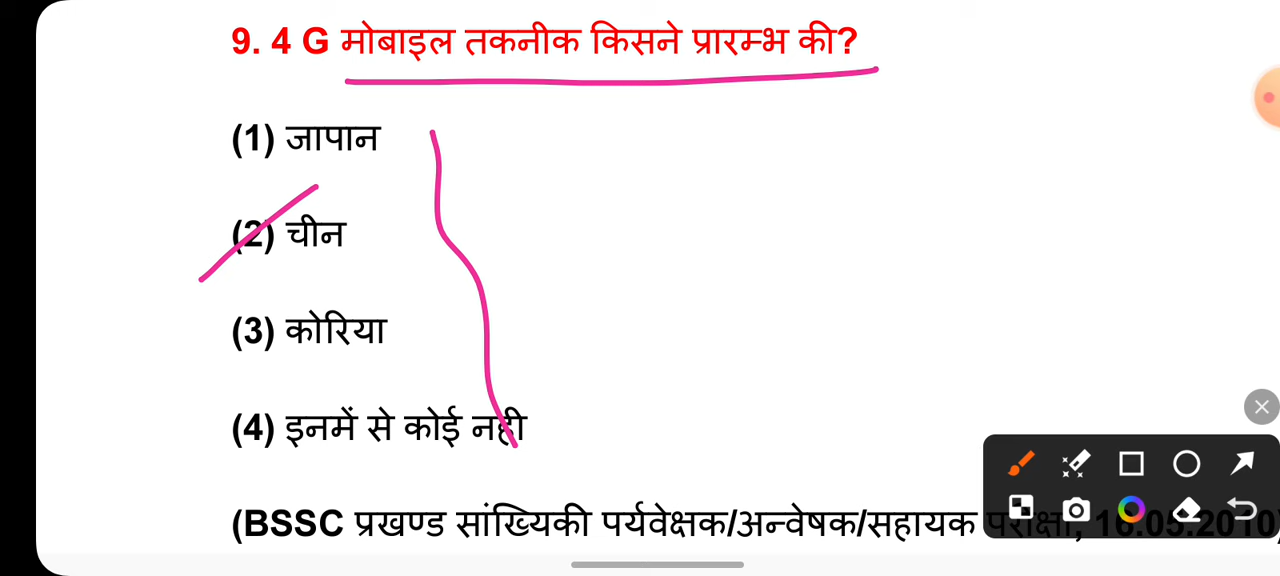 9. 4 G मोबाइल तकनीक किसने प्रारम्भ की?
(1) जापान
(2) चीन
(3) कोरिया
(4) इनमें से कोई नही
(BSSC प्रखण्ड सांख्यिकी पर्यवेक्षक/अन्वेषक/सहायक परीक्षा,